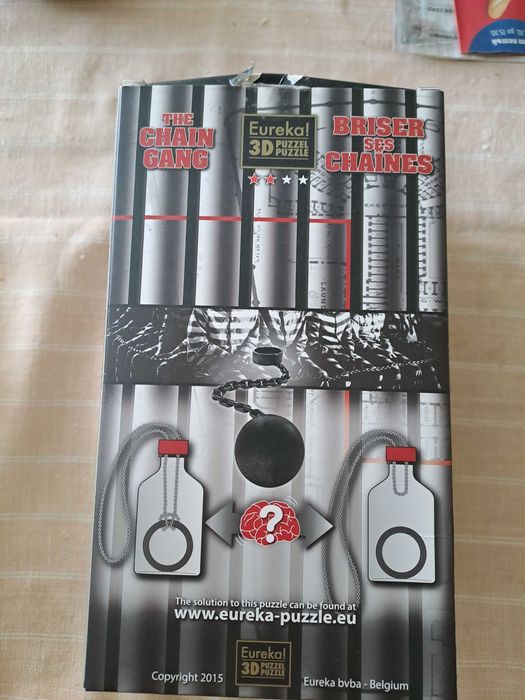 THE
CHAIN
GANG
Eureka!
3D PUZZEL
PUZZLE
BRISER
SES
CHAÎNES
?
The solution to this puzzle can be found at
www.eureka-puzzle.eu
Eureka!
3D PUZZEL
PUZZLE
Copyright 2015
Eureka bvba - Belgium